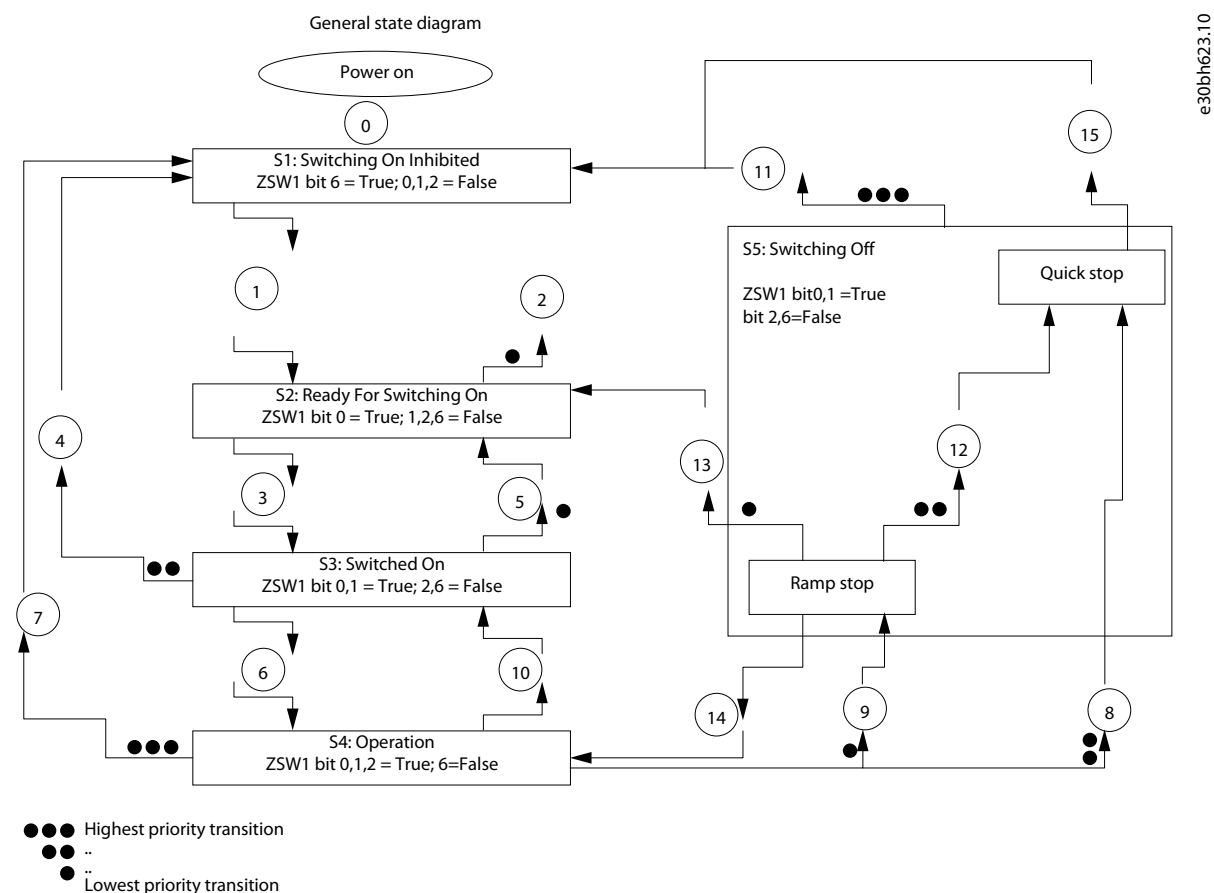 General state diagram
e30bh623.10
Power on
0
15
S1: Switching On Inhibited
ZSW1 bit 6 = True; 0,1,2 = False
11
S5: Switching Off
ZSW1 bit0,1 =True
bit 2,6=False
Quick stop
1
2
S2: Ready For Switching On
ZSW1 bit 0 = True; 1,2,6 = False
4
13
12
3
5
S3: Switched On
ZSW1 bit 0,1 = True; 2,6 = False
Ramp stop
7
6
10
14
9
8
S4: Operation
ZSW1 bit 0,1,2 = True; 6=False
Highest priority transition
..
..
Lowest priority transition